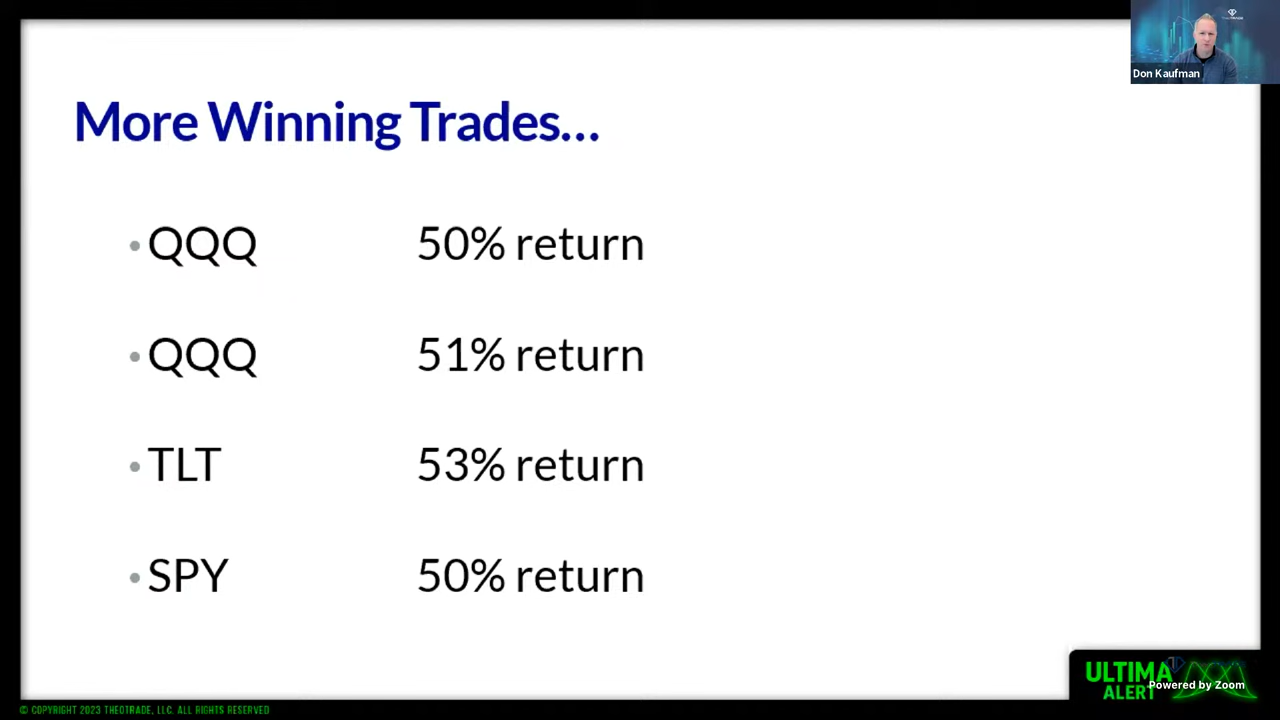 Don Kaufman
More Winning Trades...
• QQQ 50% return
• QQQ 51% return
• TLT 53% return
• SPY 50% return
ULTIMA
ALERT
Powered by Zoom
© COPYRIGHT 2023 THEOTRADE, LLC. ALL RIGHTS RESERVED